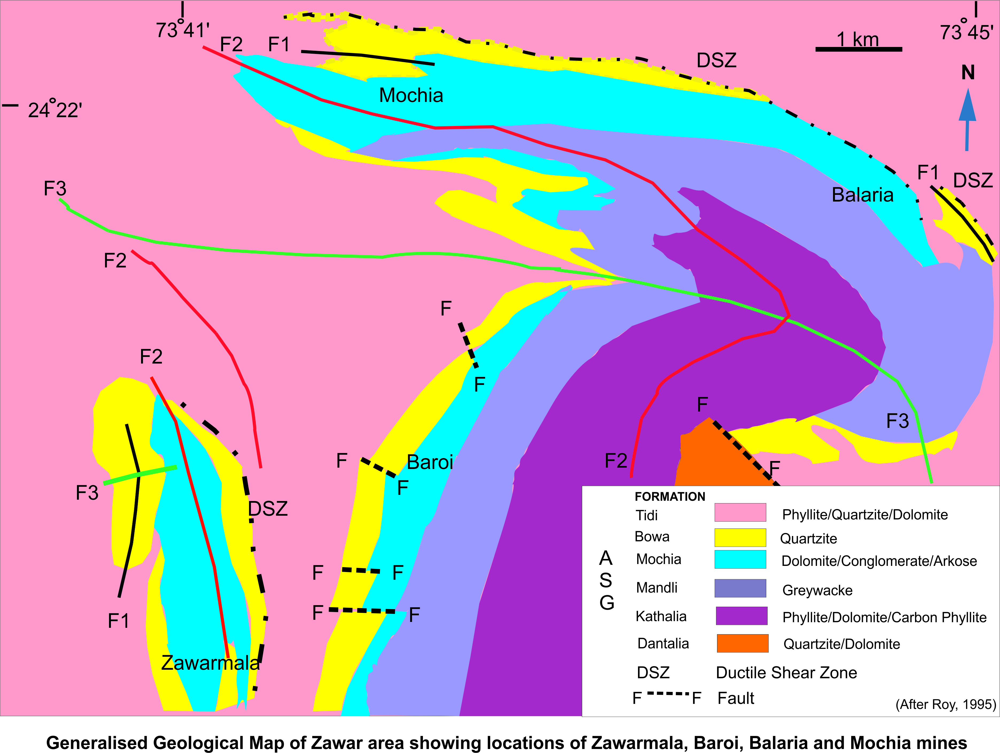 73°41'
73°45'
F2
F1
1 km
DSZ
N
Mochia
24°22'
F1
DSZ
F3
Balaria
F2
F
F2
F
F
F3
F
Baroi
F2
F
F
F3
DSZ
F
F
F
F
F1
Zawarmala
FORMATION
Tidi Phyllite/Quartzite/Dolomite
Bowa Quartzite
Mochia Dolomite/Conglomerate/Arkose
Mandli Greywacke
Kathalia Phyllite/Dolomite/Carbon Phyllite
Dantalia Quartzite/Dolomite
A
S
G
DSZ Ductile Shear Zone
F F Fault
(After Roy, 1995)
Generalised Geological Map of Zawar area showing locations of Zawarmala, Baroi, Balaria and Mochia mines